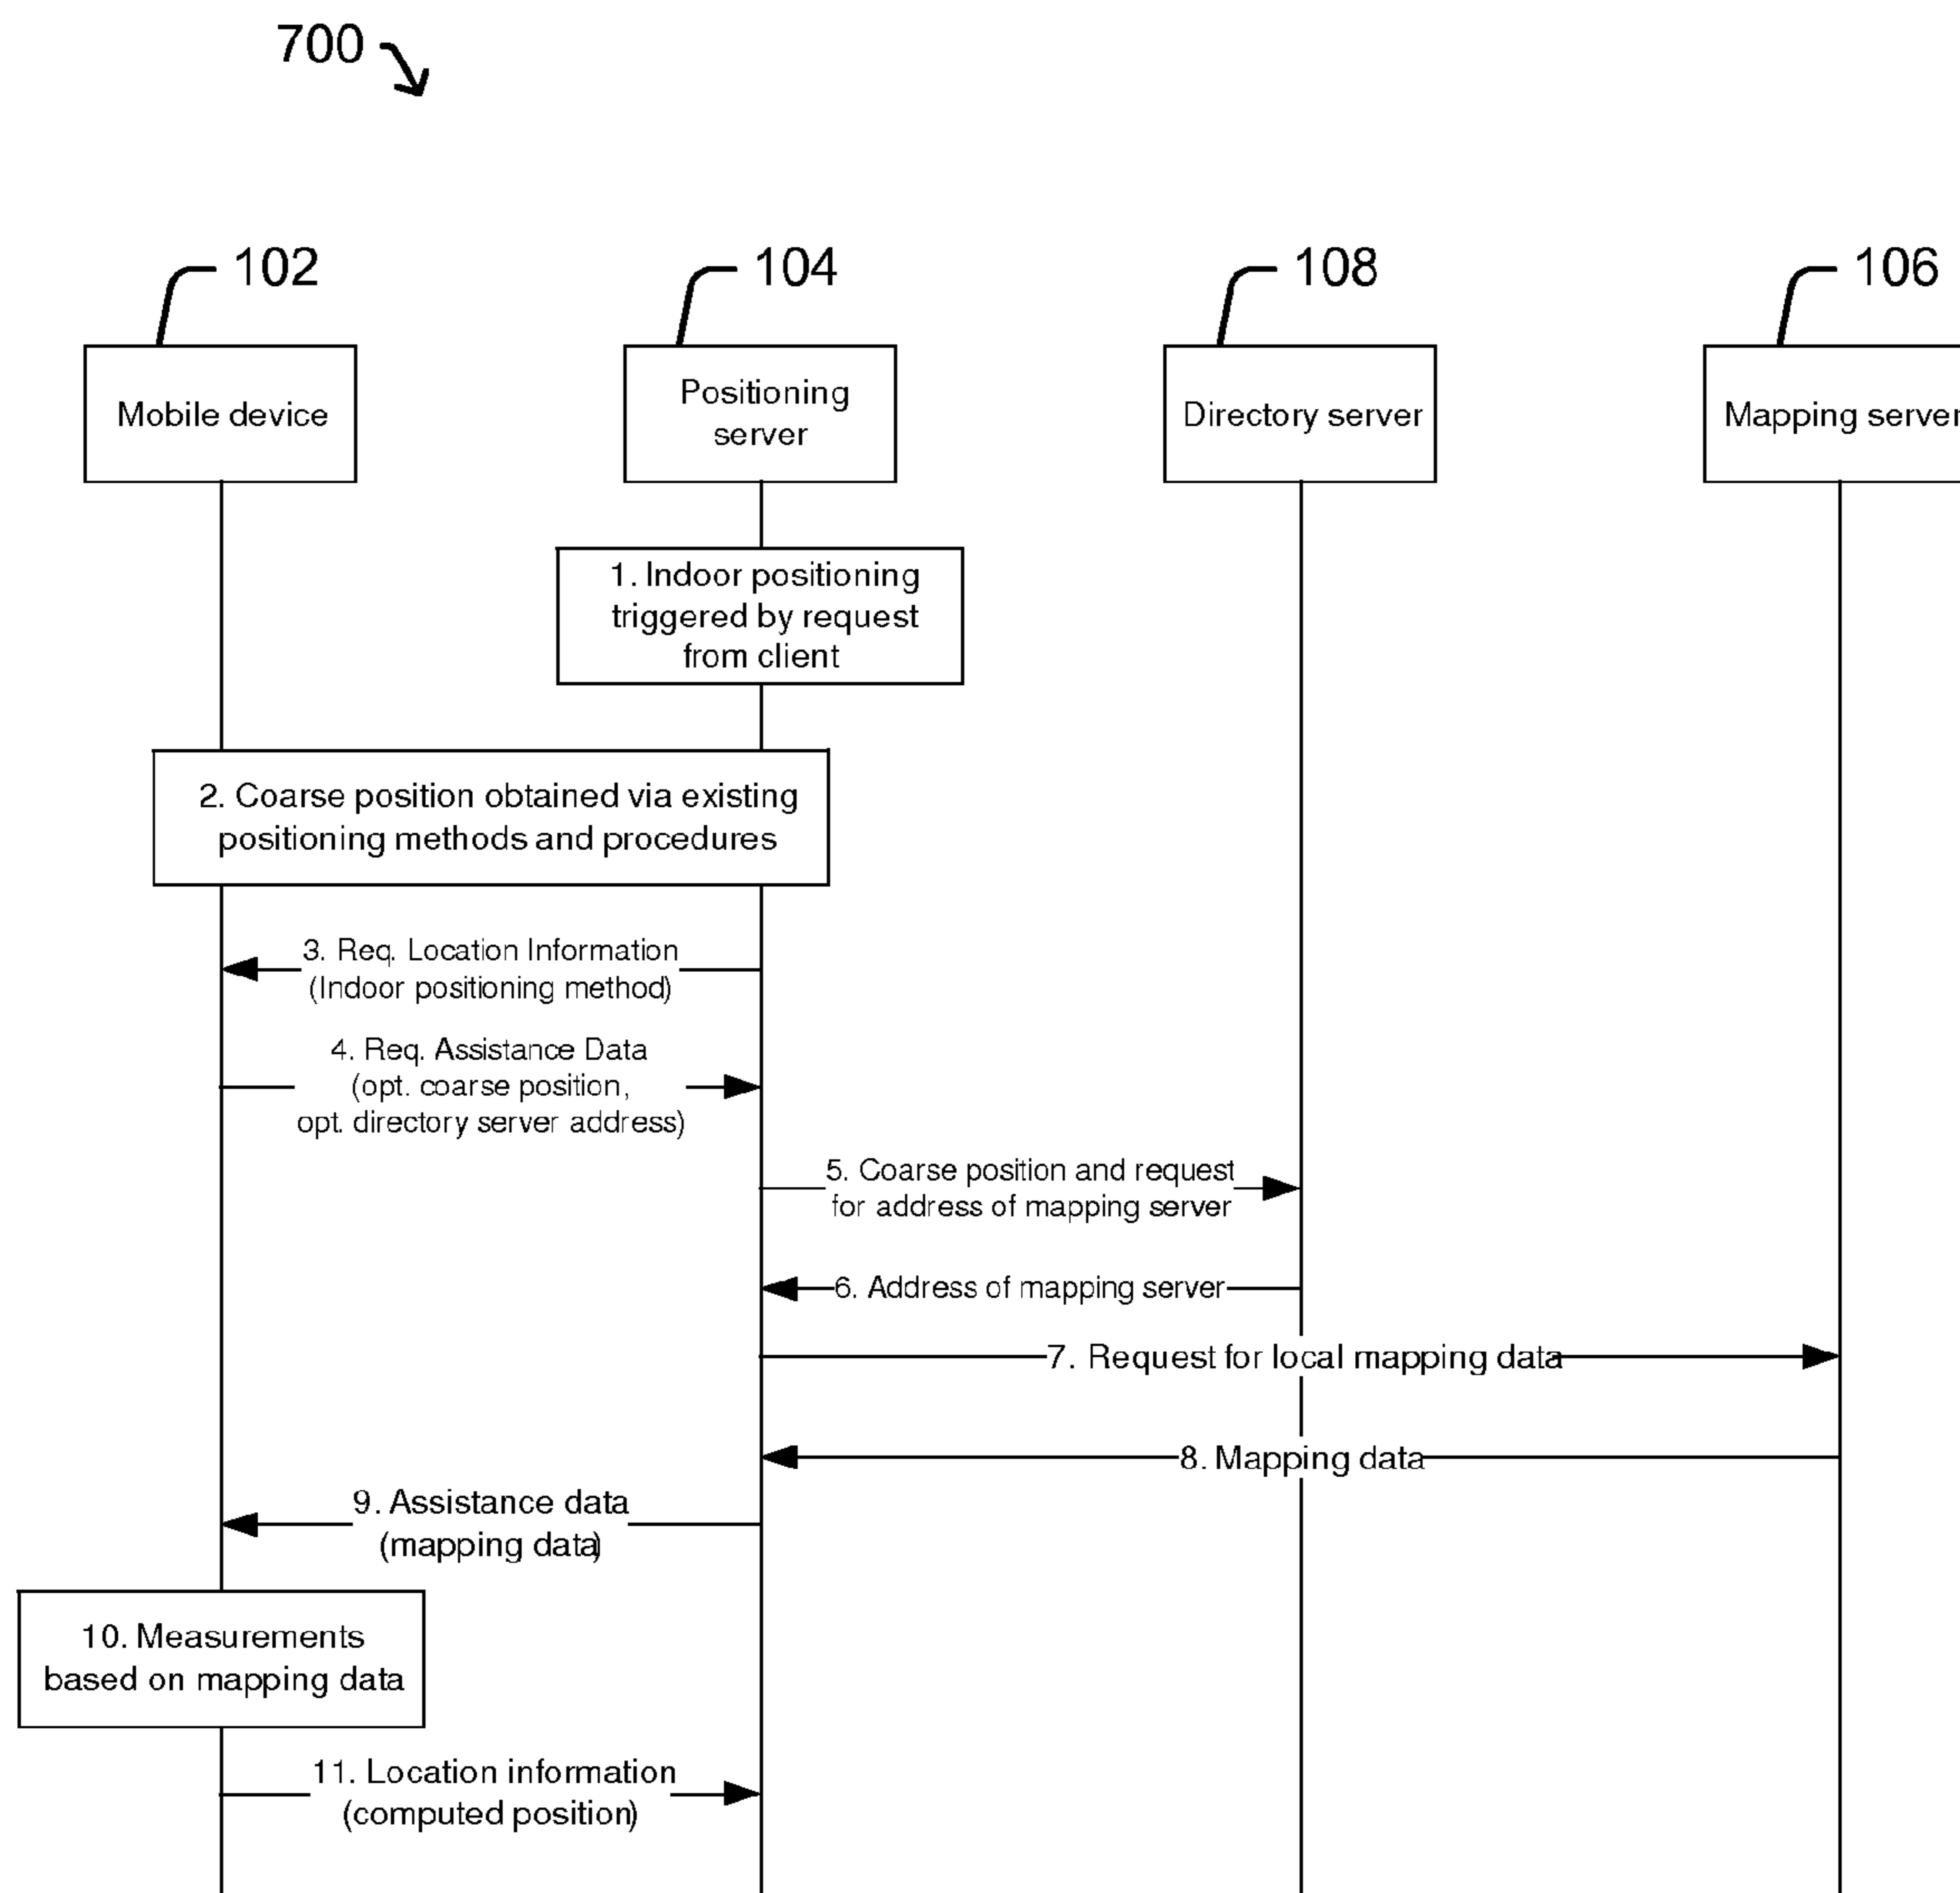 700
102
104
108
106
Mobile device
Positioning
server
Directory server
Mapping server
1. Indoor positioning
triggered by request
from client
2. Coarse position obtained via existing
positioning methods and procedures
3. Req. Location Information
(Indoor positioning method)
4. Req. Assistance Data
(opt. coarse position,
opt. directory server address)
5. Coarse position and request
for address of mapping server
6. Address of mapping server
7. Request for local mapping data
8. Mapping data
9. Assistance data
(mapping data)
10. Measurements
based on mapping data
11. Location information
(computed position)